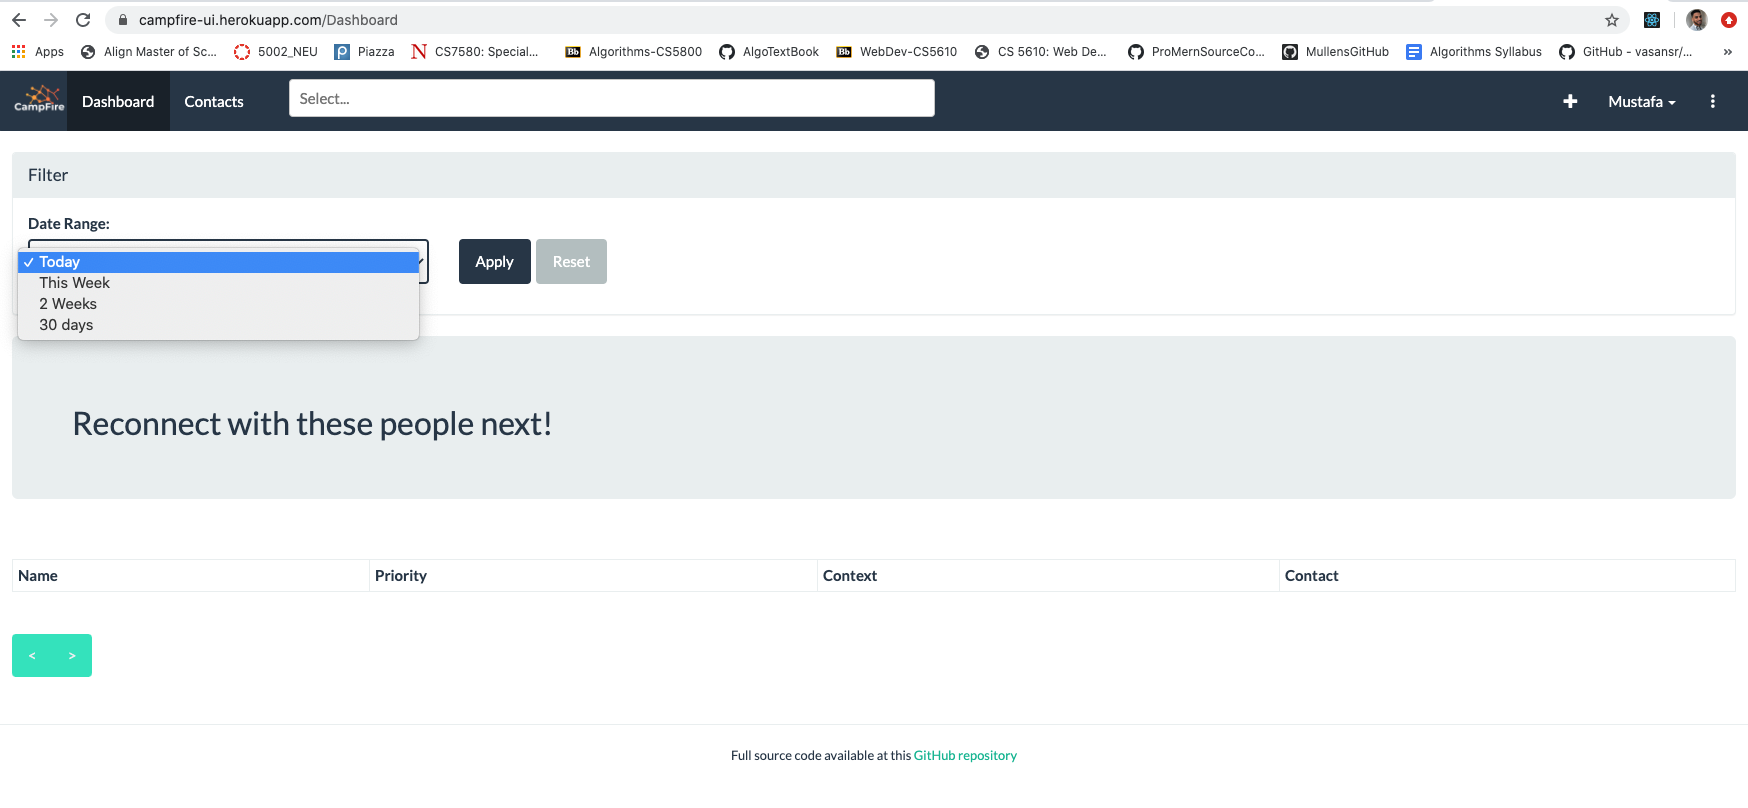 campfire-ui.herokuapp.com/Dashboard
Apps Align Master of Sc... 5002_NEU Piazza CS7580: Special... Algorithms-CS5800 AlgoTextBook WebDev-CS5610 CS 5610: Web De... ProMernSourceCo... MullensGitHub Algorithms Syllabus GitHub - vasansr/... »
CampFire Dashboard Contacts Select... Mustafa
Filter
Date Range:
Today
This Week
2 Weeks
30 days
Apply Reset
Reconnect with these people next!
Name Priority Context Contact
< >
Full source code available at this GitHub repository